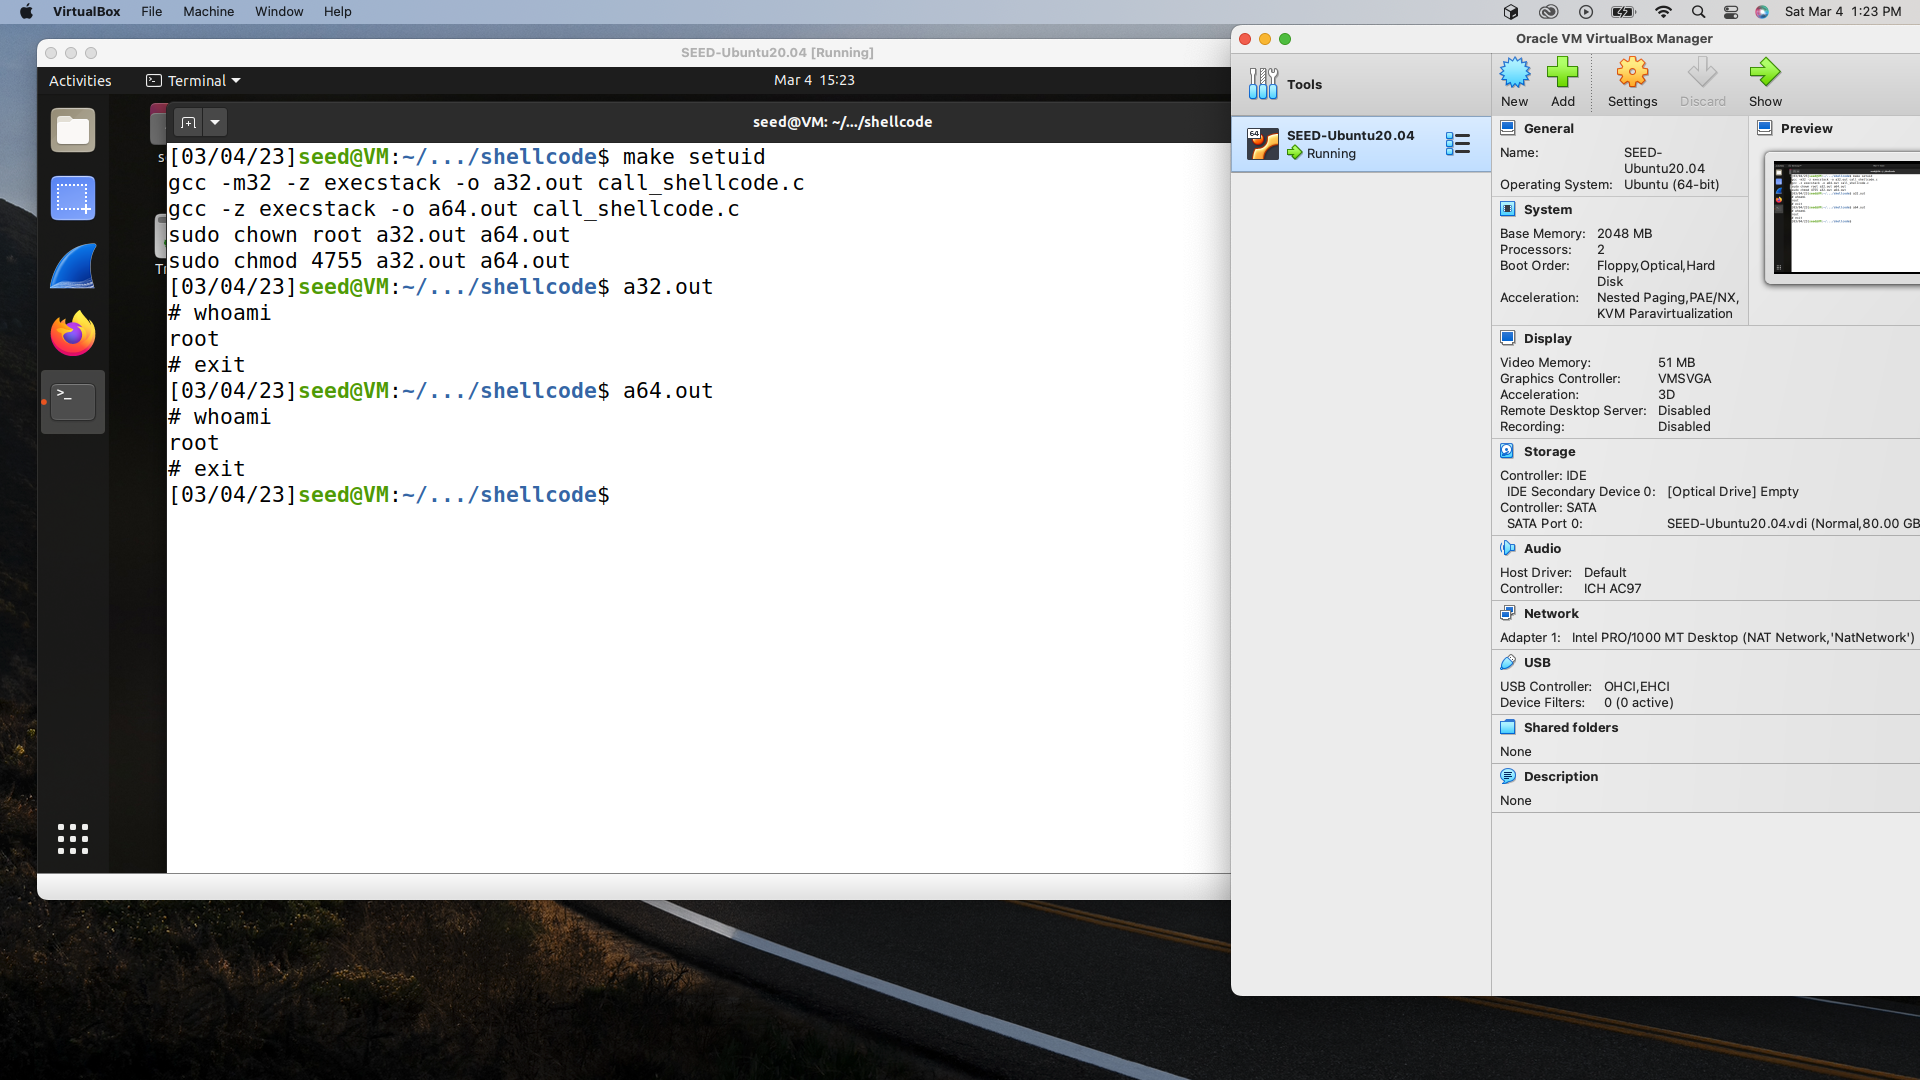 VirtualBox File Machine Window Help
Sat Mar 4 1:23 PM
SEED-Ubuntu20.04 [Running]
Activities Terminal
Mar 4 15:23
seed@VM: ~/.../shellcode
[03/04/23]seed@VM:~/.../shellcode$ make setuid
gcc -m32 -z execstack -o a32.out call_shellcode.c
gcc -z execstack -o a64.out call_shellcode.c
sudo chown root a32.out a64.out
sudo chmod 4755 a32.out a64.out
[03/04/23]seed@VM:~/.../shellcode$ a32.out
# whoami
root
# exit
[03/04/23]seed@VM:~/.../shellcode$ a64.out
# whoami
root
# exit
[03/04/23]seed@VM:~/.../shellcode$
Oracle VM VirtualBox Manager
Tools
New Add Settings Discard Show
64
SEED-Ubuntu20.04
Running
General
Name: SEED-
Ubuntu20.04
Operating System: Ubuntu (64-bit)
Preview
System
Base Memory: 2048 MB
Processors: 2
Boot Order: Floppy,Optical,Hard
Disk
Acceleration: Nested Paging,PAE/NX,
KVM Paravirtualization
Display
Video Memory: 51 MB
Graphics Controller: VMSVGA
Acceleration: 3D
Remote Desktop Server: Disabled
Recording: Disabled
Storage
Controller: IDE
IDE Secondary Device 0: [Optical Drive] Empty
Controller: SATA
SATA Port 0: SEED-Ubuntu20.04.vdi (Normal,80.00 GB
Audio
Host Driver: Default
Controller: ICH AC97
Network
Adapter 1: Intel PRO/1000 MT Desktop (NAT Network,'NatNetwork')
USB
USB Controller: OHCI,EHCI
Device Filters: 0 (0 active)
Shared folders
None
Description
None